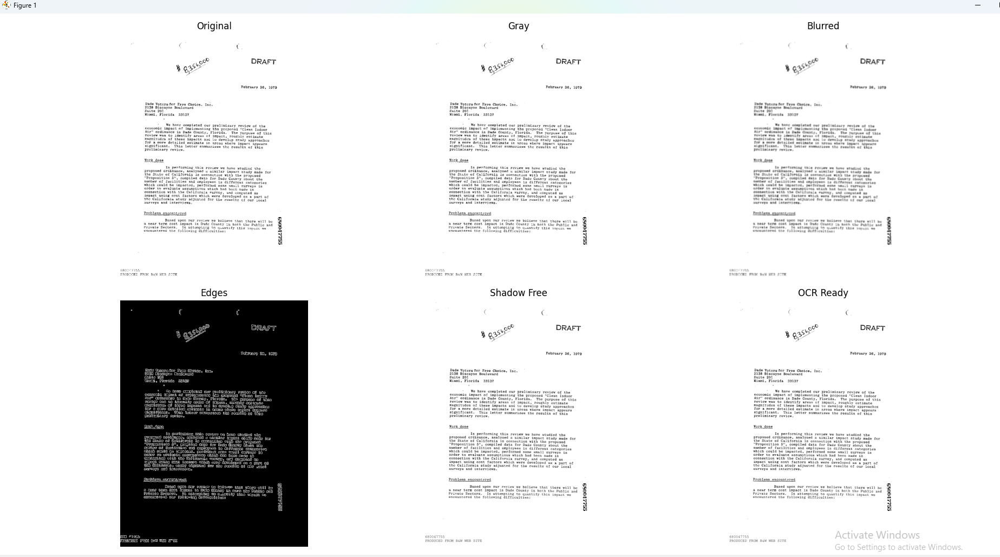 Figure 1
Original
$ 8,356,000
DRAFT
February 26, 1979
Dade Voters for Free Choice, Inc.
2138 Biscayne Boulevard
Suite 201
Miami, Florida 33137
We have completed our preliminary review of the
economic impact of implementing the proposed "Clean Indoor
Air" ordinance in Dade County, Florida. The purpose of this
review was to identify areas of impact, roughly estimate
magnitudes of these impacts and to develop study approaches
for a more detailed estimate in areas where impact appears
significant. This letter summarizes the results of this
preliminary review.
Work done
In performing this review we have studied the
proposed ordinance, analyzed a similar impact study made for
the State of California in connection with the proposed
"Proposition 5", compiled data for Dade County about the
number of facilities and employees in different categories
which could be impacted, performed some small surveys in
order to evaluate assumptions which had been made in
connection with the California survey, and computed an
impact using cost factors which were developed as a part of
the California study adjusted for the results of our local
surveys and interviews.
Problems encountered
Based upon our review we believe that there will be
a near term cost impact in Dade County in both the Public and
Private Sectors. In attempting to quantify this impact we
encountered the following difficulties:
680047755
680047755
PRODUCED FROM B&W WEB SITE
Gray
$ 8,356,000
DRAFT
February 26, 1979
Dade Voters for Free Choice, Inc.
2138 Biscayne Boulevard
Suite 201
Miami, Florida 33137
We have completed our preliminary review of the
economic impact of implementing the proposed "Clean Indoor
Air" ordinance in Dade County, Florida. The purpose of this
review was to identify areas of impact, roughly estimate
magnitudes of these impacts and to develop study approaches
for a more detailed estimate in areas where impact appears
significant. This letter summarizes the results of this
preliminary review.
Work done
In performing this review we have studied the
proposed ordinance, analyzed a similar impact study made for
the State of California in connection with the proposed
"Proposition 5", compiled data for Dade County about the
number of facilities and employees in different categories
which could be impacted, performed some small surveys in
order to evaluate assumptions which had been made in
connection with the California survey, and computed an
impact using cost factors which were developed as a part of
the California study adjusted for the results of our local
surveys and interviews.
Problems encountered
Based upon our review we believe that there will be
a near term cost impact in Dade County in both the Public and
Private Sectors. In attempting to quantify this impact we
encountered the following difficulties:
680047755
680047755
PRODUCED FROM B&W WEB SITE
Blurred
$ 8,356,000
DRAFT
February 26, 1979
Dade Voters for Free Choice, Inc.
2138 Biscayne Boulevard
Suite 201
Miami, Florida 33137
We have completed our preliminary review of the
economic impact of implementing the proposed "Clean Indoor
Air" ordinance in Dade County, Florida. The purpose of this
review was to identify areas of impact, roughly estimate
magnitudes of these impacts and to develop study approaches
for a more detailed estimate in areas where impact appears
significant. This letter summarizes the results of this
preliminary review.
Work done
In performing this review we have studied the
proposed ordinance, analyzed a similar impact study made for
the State of California in connection with the proposed
"Proposition 5", compiled data for Dade County about the
number of facilities and employees in different categories
which could be impacted, performed some small surveys in
order to evaluate assumptions which had been made in
connection with the California survey, and computed an
impact using cost factors which were developed as a part of
the California study adjusted for the results of our local
surveys and interviews.
Problems encountered
Based upon our review we believe that there will be
a near term cost impact in Dade County in both the Public and
Private Sectors. In attempting to quantify this impact we
encountered the following difficulties:
680047755
680047755
PRODUCED FROM B&W WEB SITE
Edges
$ 8,356,000
DRAFT
Shadow Free
$ 8,356,000
DRAFT
February 26, 1979
Dade Voters for Free Choice, Inc.
2138 Biscayne Boulevard
Suite 201
Miami, Florida 33137
We have completed our preliminary review of the
economic impact of implementing the proposed "Clean Indoor
Air" ordinance in Dade County, Florida. The purpose of this
review was to identify areas of impact, roughly estimate
magnitudes of these impacts and to develop study approaches
for a more detailed estimate in areas where impact appears
significant. This letter summarizes the results of this
preliminary review.
Work done
In performing this review we have studied the
proposed ordinance, analyzed a similar impact study made for
the State of California in connection with the proposed
"Proposition 5", compiled data for Dade County about the
number of facilities and employees in different categories
which could be impacted, performed some small surveys in
order to evaluate assumptions which had been made in
connection with the California survey, and computed an
impact using cost factors which were developed as a part of
the California study adjusted for the results of our local
surveys and interviews.
Problems encountered
Based upon our review we believe that there will be
a near term cost impact in Dade County in both the Public and
Private Sectors. In attempting to quantify this impact we
encountered the following difficulties:
680047755
680047755
PRODUCED FROM B&W WEB SITE
OCR Ready
$ 8,356,000
DRAFT
February 26, 1979
Dade Voters for Free Choice, Inc.
2138 Biscayne Boulevard
Suite 201
Miami, Florida 33137
We have completed our preliminary review of the
economic impact of implementing the proposed "Clean Indoor
Air" ordinance in Dade County, Florida. The purpose of this
review was to identify areas of impact, roughly estimate
magnitudes of these impacts and to develop study approaches
for a more detailed estimate in areas where impact appears
significant. This letter summarizes the results of this
preliminary review.
Work done
In performing this review we have studied the
proposed ordinance, analyzed a similar impact study made for
the State of California in connection with the proposed
"Proposition 5", compiled data for Dade County about the
number of facilities and employees in different categories
which could be impacted, performed some small surveys in
order to evaluate assumptions which had been made in
connection with the California survey, and computed an
impact using cost factors which were developed as a part of
the California study adjusted for the results of our local
surveys and interviews.
Problems encountered
Based upon our review we believe that there will be
a near term cost impact in Dade County in both the Public and
Private Sectors. In attempting to quantify this impact we
encountered the following difficulties:
680047755
680047755
PRODUCED FROM B&W WEB SITE
Activate Windows
Go to Settings to activate Windows.